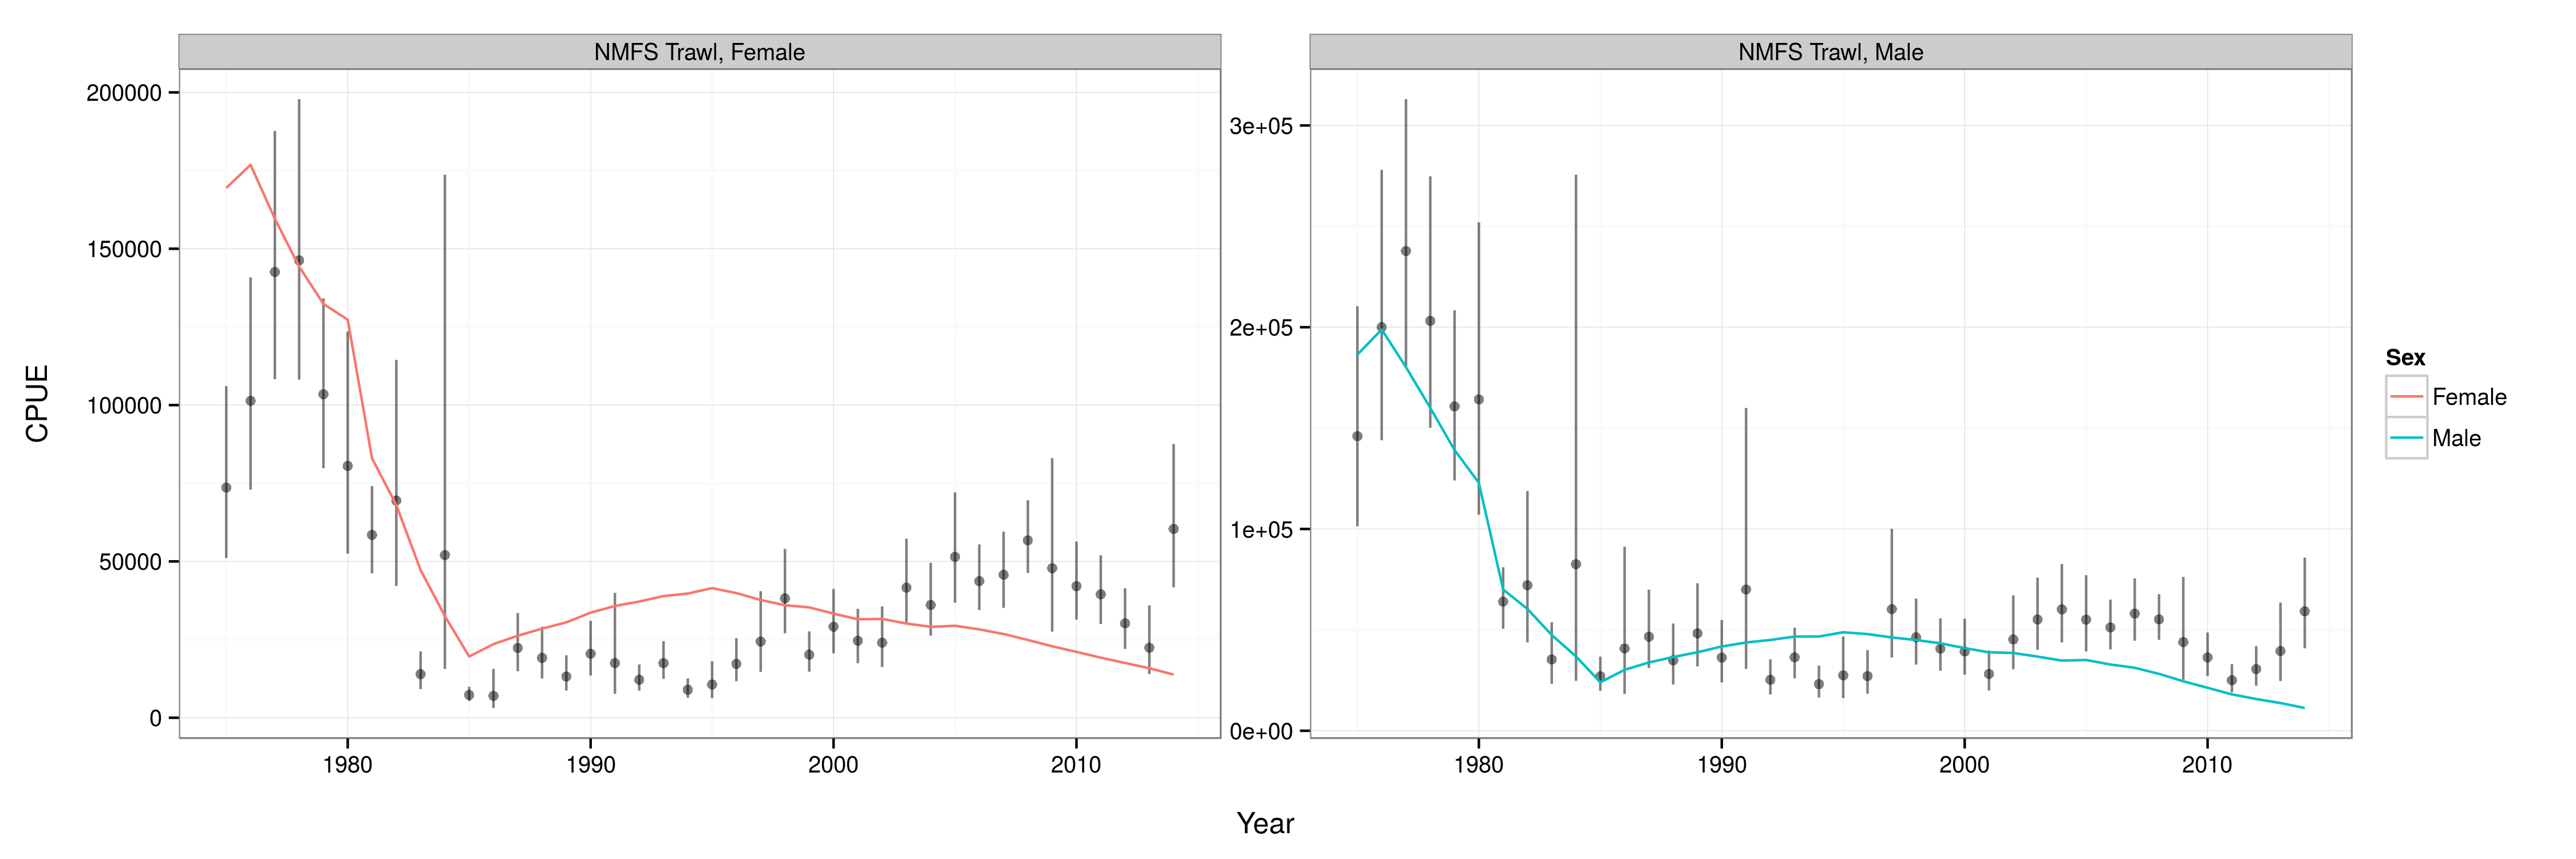 NMFS Trawl, Female
NMFS Trawl, Male
CPUE
200000
150000
100000
50000
0
1980
1990
2000
2010
3e+05
2e+05
1e+05
0e+00
1980
1990
2000
2010
Year
Sex
Female
Male